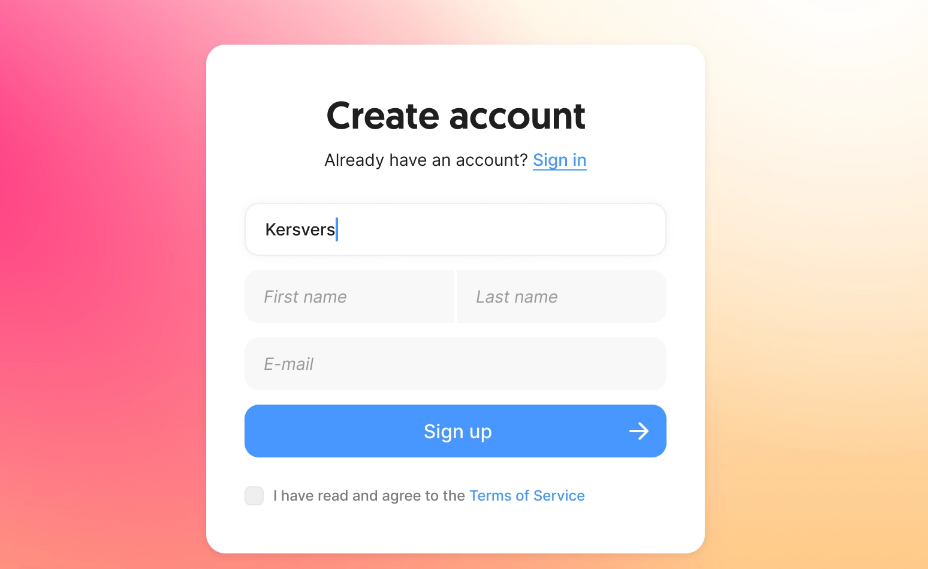 Create account
Already have an account? Sign in
Kersvers
First name Last name
E-mail
Sign up
I have read and agree to the Terms of Service